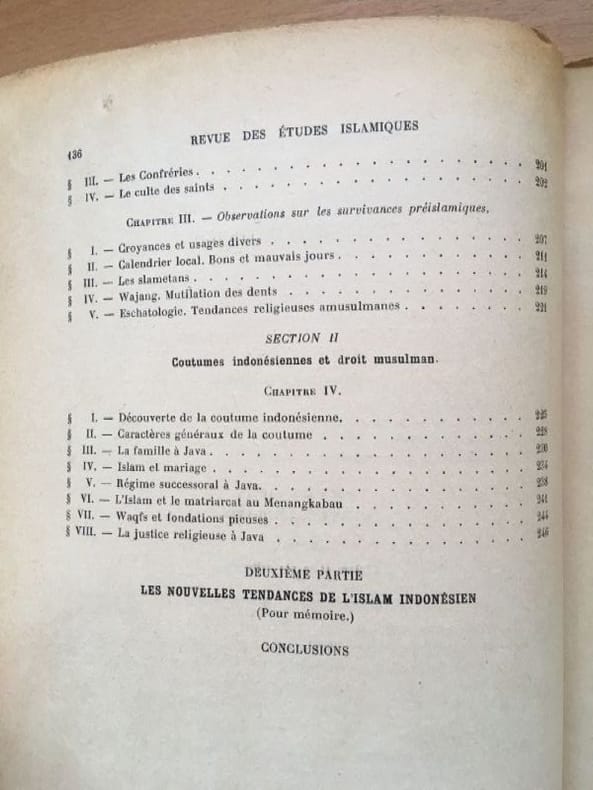 REVUE DES ÉTUDES ISLAMIQUES
136
§ III. — Les Confréries . . . . . . . . . . . . . . . . . 201
§ IV. — Le culte des saints . . . . . . . . . . . . . . . . 202
CHAPITRE III. — Observations sur les survivances préislamiques,
§ I. — Croyances et usages divers . . . . . . . . . . . . . . 207
§ II. — Calendrier local. Bons et mauvais jours . . . . . . . . . . 211
§ III. — Les slametans . . . . . . . . . . . . . . . . . 214
§ IV. — Wajang. Mutilation des dents . . . . . . . . . . . . . 219
§ V. — Eschatologie. Tendances religieuses amusulmanes . . . . . . . 221
SECTION II
Coutumes indonésiennes et droit musulman.
CHAPITRE IV.
§ I. — Découverte de la coutume indonésienne. . . . . . . . . . . 225
§ II. — Caractères généraux de la coutume . . . . . . . . . . . 228
§ III. — La famille à Java . . . . . . . . . . . . . . . . 230
§ IV. — Islam et mariage . . . . . . . . . . . . . . . . 234
§ V. — Régime successoral à Java. . . . . . . . . . . . . . 238
§ VI. — L'Islam et le matriarcat au Menangkabau . . . . . . . . . 241
§ VII. — Waqfs et fondations pieuses . . . . . . . . . . . . . 244
§ VIII. — La justice religieuse à Java . . . . . . . . . . . . . 246
DEUXIÈME PARTIE
LES NOUVELLES TENDANCES DE L'ISLAM INDONÉSIEN
(Pour mémoire.)
CONCLUSIONS